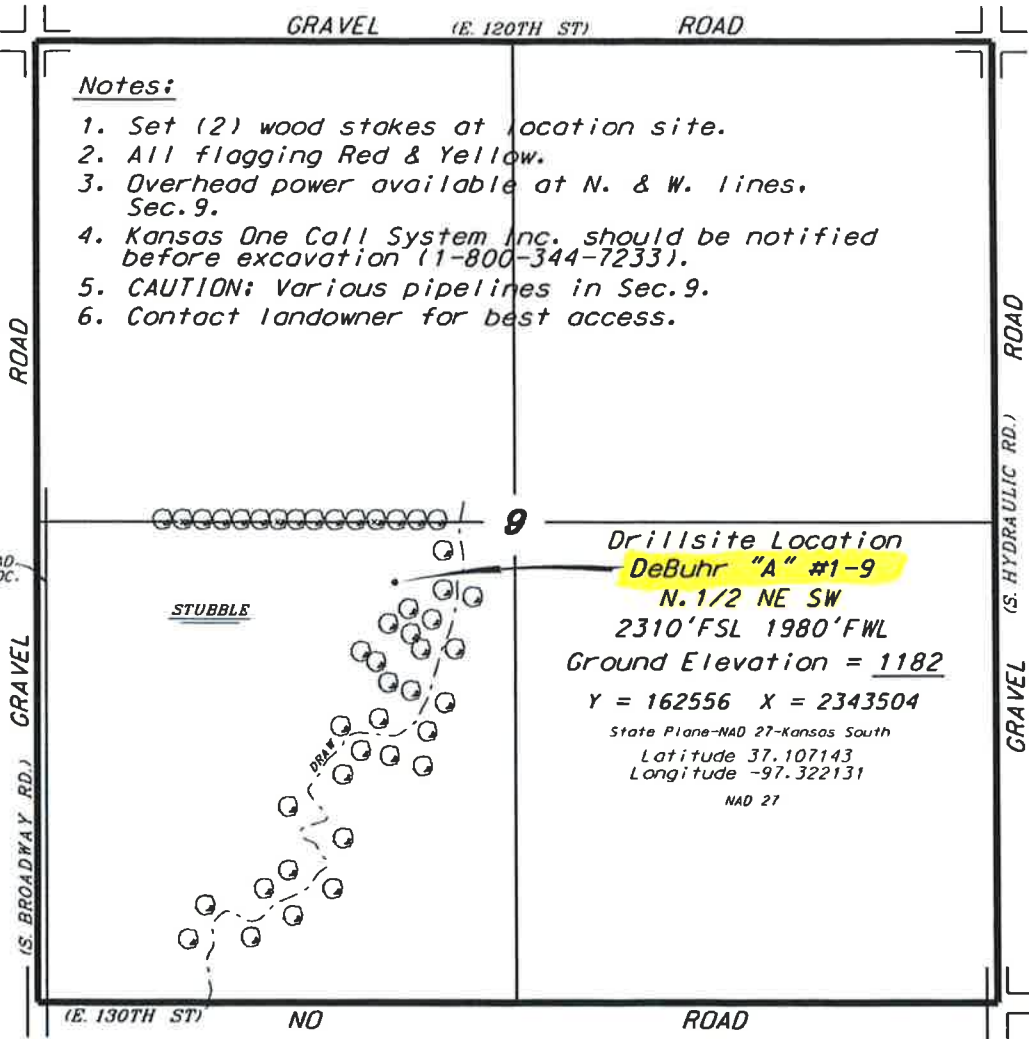 GRAVEL (E. 120TH ST) ROAD
Notes:
1. Set (2) wood stakes at location site.
2. All flagging Red & Yellow.
3. Overhead power available at N. & W. lines,
Sec. 9.
4. Kansas One Call System Inc. should be notified
before excavation (1-800-344-7233).
5. CAUTION: Various pipelines in Sec. 9.
6. Contact landowner for best access.
ROAD
ROAD
(S. HYDRAULIC RD.)
GRAVEL
9
Drillsite Location
DeBuhr "A" #1-9
N. 1/2 NE SW
2310'FSL 1980'FWL
Ground Elevation = 1182
Y = 162556 X = 2343504
State Plane-NAD 27-Kansas South
Latitude 37.107143
Longitude -97.322131
NAD 27
STUBBLE
DRAW
GRAVEL
(S. BROADWAY RD.)
(E. 130TH ST) NO ROAD